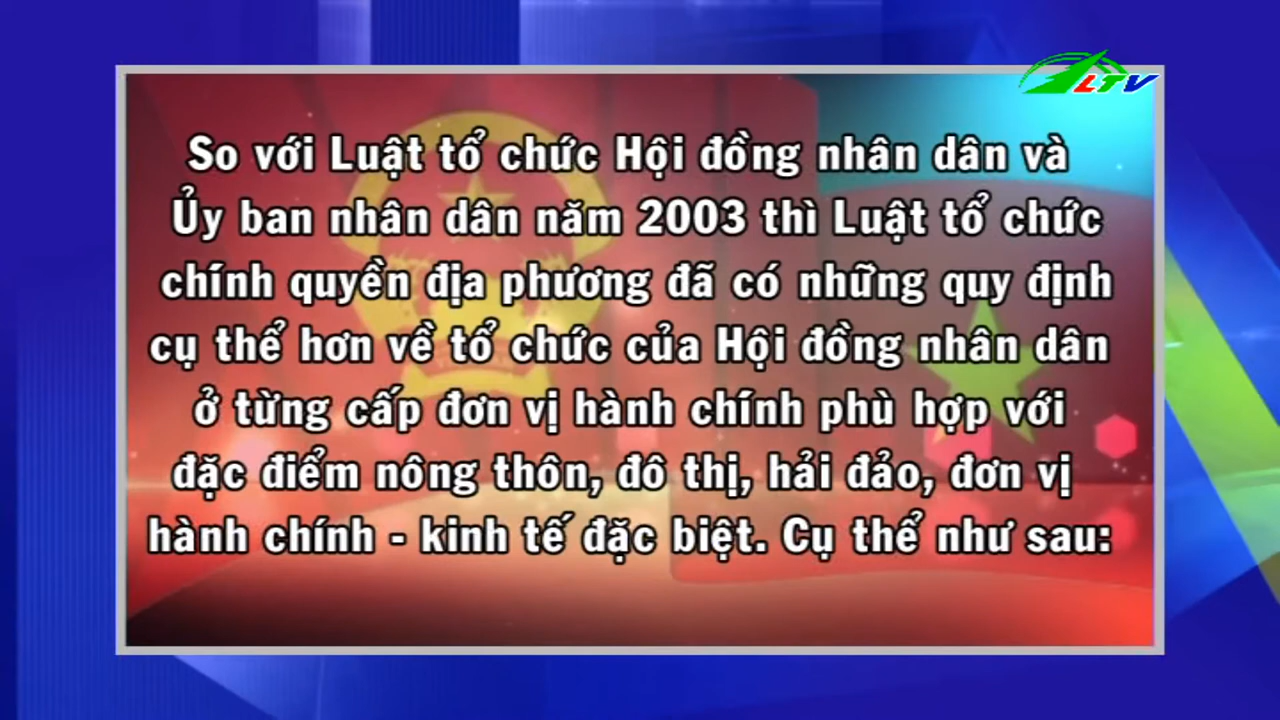 LTV
So với Luật tổ chức Hội đồng nhân dân và
Ủy ban nhân dân năm 2003 thì Luật tổ chức
chính quyền địa phương đã có những quy định
cụ thể hơn về tổ chức của Hội đồng nhân dân
ở từng cấp đơn vị hành chính phù hợp với
đặc điểm nông thôn, đô thị, hải đảo, đơn vị
hành chính - kinh tế đặc biệt. Cụ thể như sau: